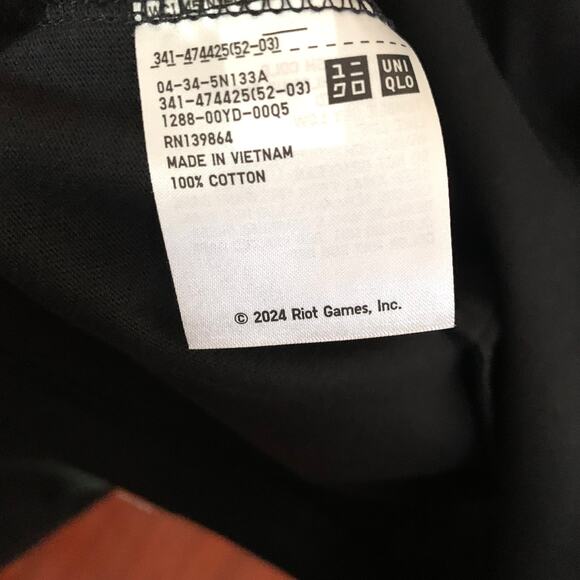 341-474425(52-03)
04-34-5N133A
341-474425(52-03)
1288-00YD-00Q5
RN139864
MADE IN VIETNAM
100% COTTON
ユニ
クロ
UNI
QLO
© 2024 Riot Games, Inc.